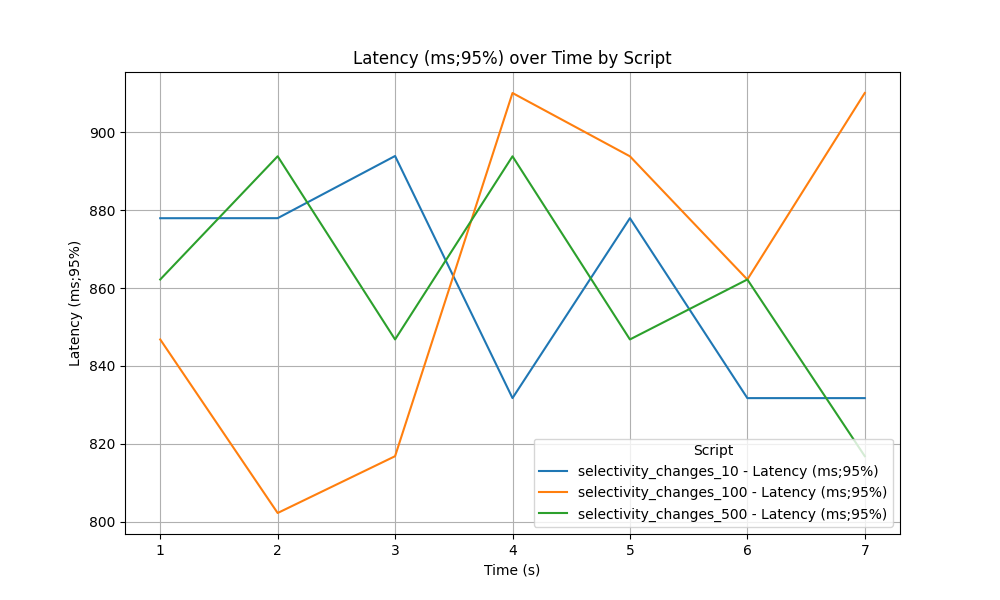 Latency (ms;95%) over Time by Script
Latency (ms;95%)
900
880
860
840
820
800
Script
selectivity_changes_10 - Latency (ms;95%)
selectivity_changes_100 - Latency (ms;95%)
selectivity_changes_500 - Latency (ms;95%)
1 2 3 4 5 6 7
Time (s)